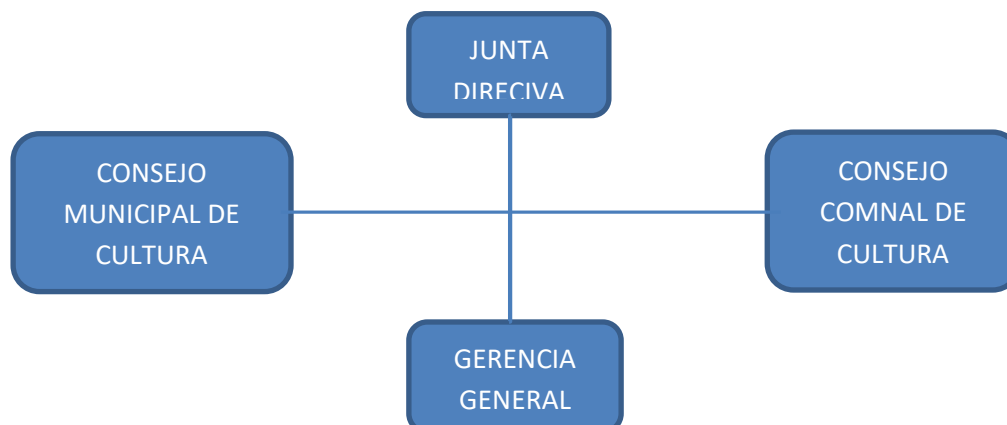 JUNTA
DIRECIVA
CONSEJO
MUNICIPAL DE
CULTURA
CONSEJO
COMNAL DE
CULTURA
GERENCIA
GENERAL